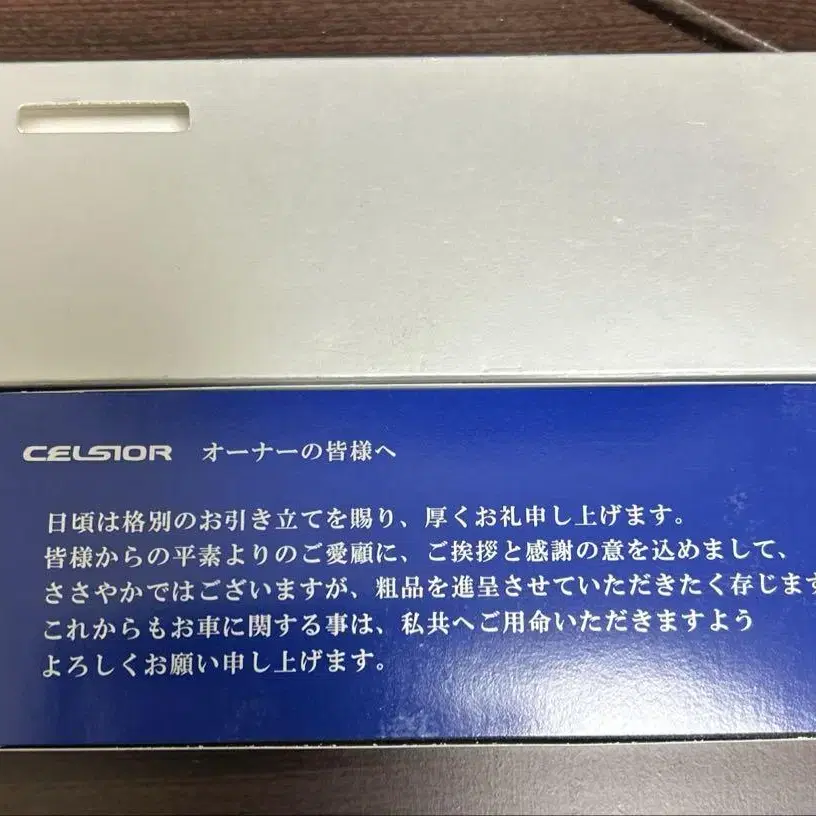 CELSIOR オーナーの皆様へ
日頃は格別のお引き立てを賜り、厚くお礼申し上げます。
皆様からの平素よりのご愛顧に、ご挨拶と感謝の意を込めまして、
ささやかではございますが、粗品を進呈させていただきたく存じます
これからもお車に関する事は、私共へご用命いただきますよう
よろしくお願い申し上げます。